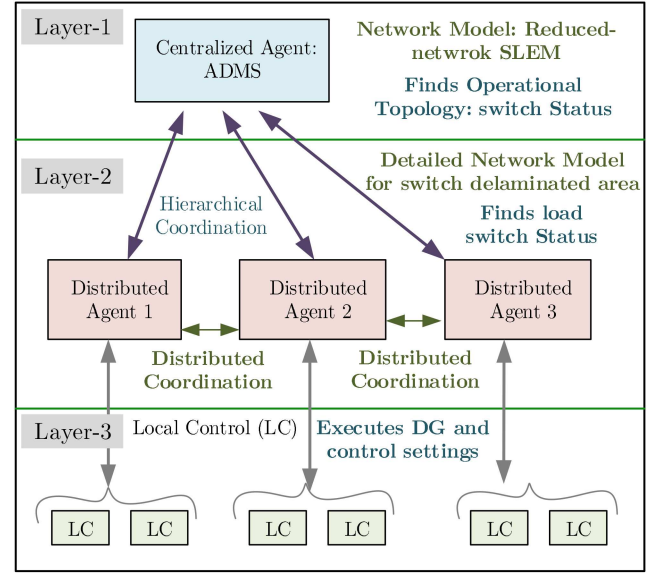 Layer-1
Centralized Agent:
ADMS
Network Model: Reduced-
netwrok SLEM
Finds Operational
Topology: switch Status
Layer-2
Detailed Network Model
for switch delaminated area
Finds load
switch Status
Hierarchical
Coordination
Distributed
Agent 1
Distributed
Agent 2
Distributed
Agent 3
Distributed
Coordination
Distributed
Coordination
Layer-3
Local Control (LC)
Executes DG and
control settings
LC
LC
LC
LC
LC
LC